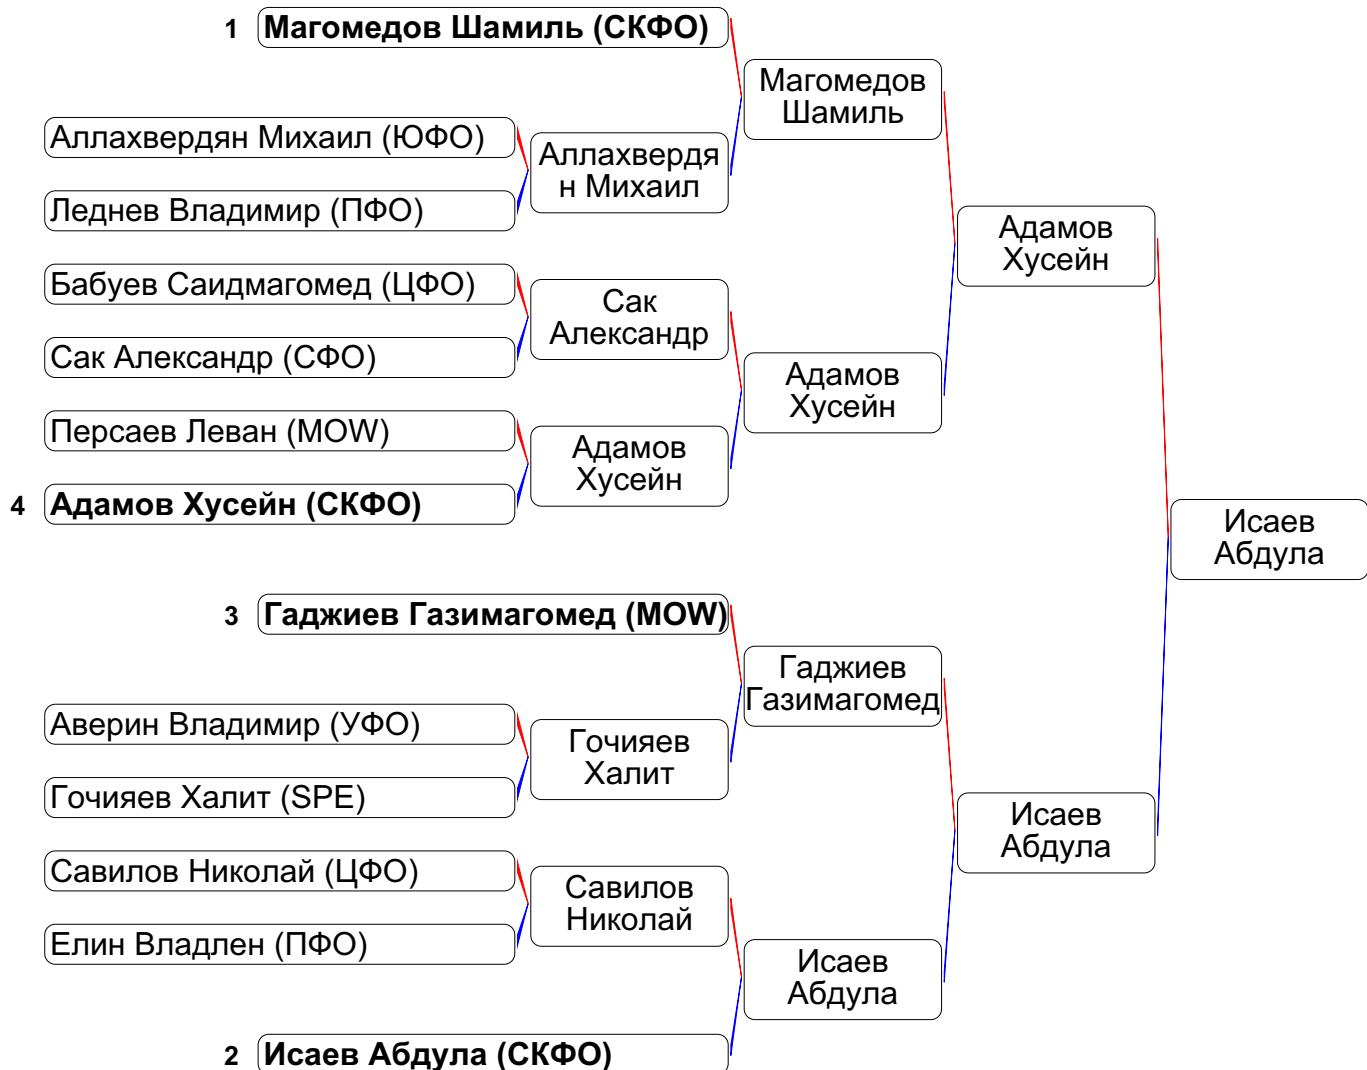 1 Магомедов Шамиль (СКФО)
Магомедов
Шамиль
Аллахвердян Михаил (ЮФО)
Аллахвердя
н Михаил
Леднев Владимир (ПФО)
Адамов
Хусейн
Бабуев Саидмагомед (ЦФО)
Сак
Александр
Сак Александр (СФО)
Адамов
Хусейн
Персаев Леван (MOW)
Адамов
Хусейн
4 Адамов Хусейн (СКФО)
Исаев
Абдула
3 Гаджиев Газимагомед (MOW)
Гаджиев
Газимагомед
Аверин Владимир (УФО)
Гочияев
Халит
Гочияев Халит (SPE)
Исаев
Абдула
Савилов Николай (ЦФО)
Савилов
Николай
Елин Владлен (ПФО)
Исаев
Абдула
2 Исаев Абдула (СКФО)